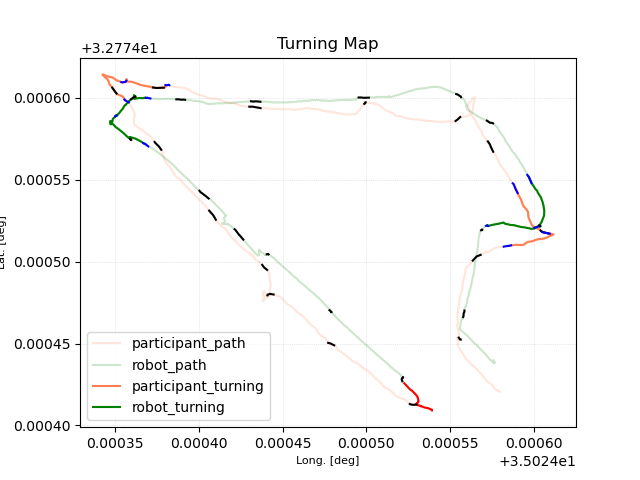 Turning Map
+3.2774e1
0.00060
0.00055
0.00050
0.00045
0.00040
Lat. [deg]
participant_path
robot_path
participant_turning
robot_turning
0.00035 0.00040 0.00045 0.00050 0.00055 0.00060
Long. [deg]
+3.5024e1